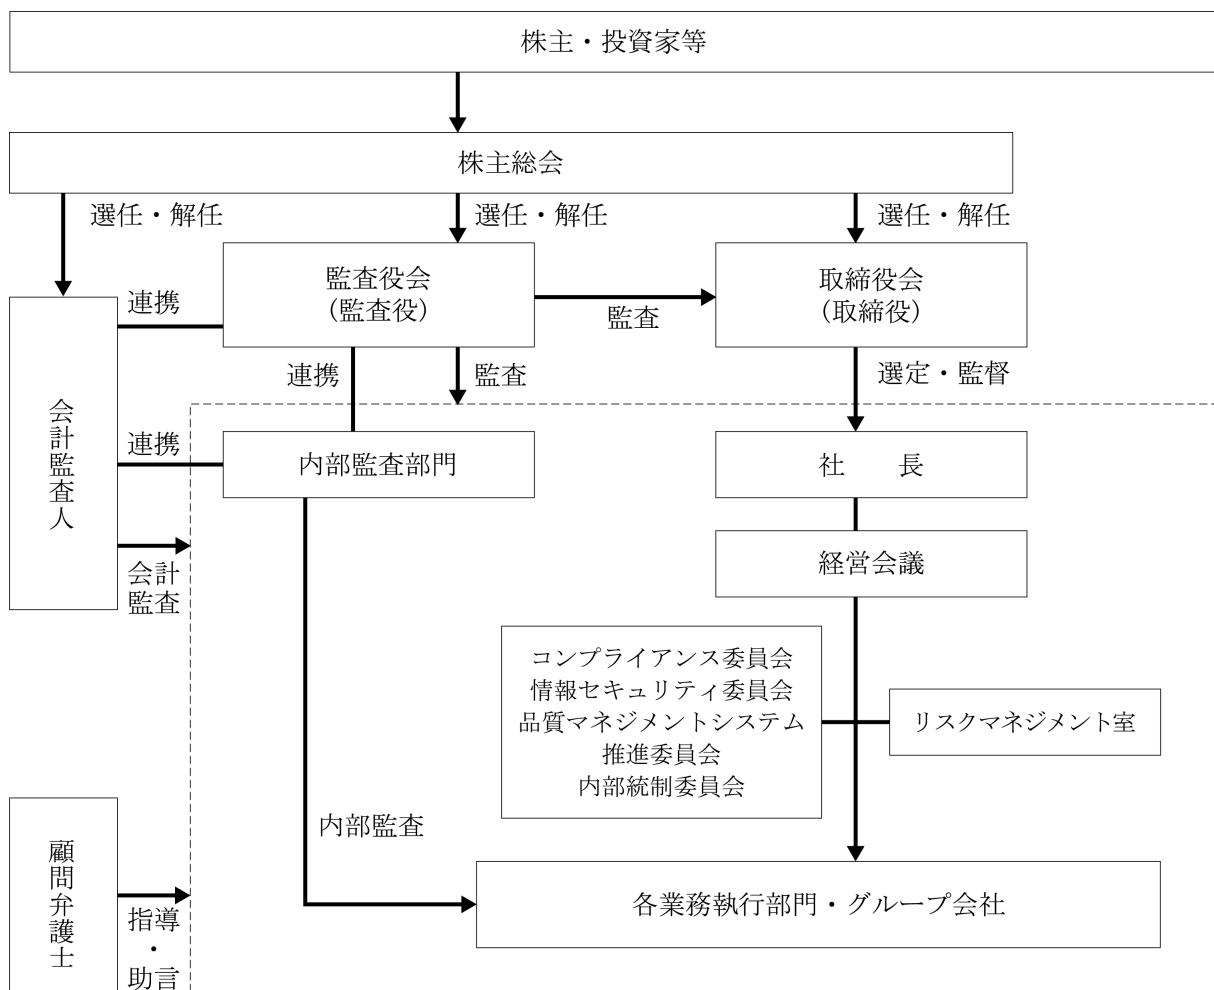 株主・投資家等
株主総会
選任・解任
選任・解任
選任・解任
監査役会
(監査役)
取締役会
(取締役)
連携
監査
連携
監査
選定・監督
会計監査人
連携
内部監査部門
社　長
会計
監査
経営会議
コンプライアンス委員会
情報セキュリティ委員会
品質マネジメントシステム
推進委員会
内部統制委員会
リスクマネジメント室
内部監査
顧問弁護士
各業務執行部門・グループ会社
指導
・
助言